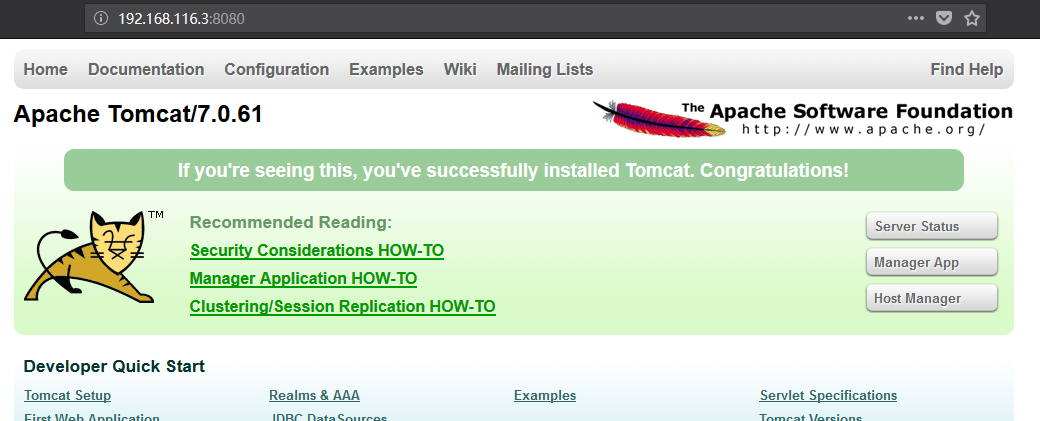 192.168.116.3:8080
Home Documentation Configuration Examples Wiki Mailing Lists Find Help
Apache Tomcat/7.0.61
The Apache Software Foundation
http://www.apache.org/
If you're seeing this, you've successfully installed Tomcat. Congratulations!
TM
Recommended Reading:
Security Considerations HOW-TO
Manager Application HOW-TO
Clustering/Session Replication HOW-TO
Server Status
Manager App
Host Manager
Developer Quick Start
Tomcat Setup Realms & AAA Examples Servlet Specifications
First Web Application JDBC DataSources Tomcat Versions